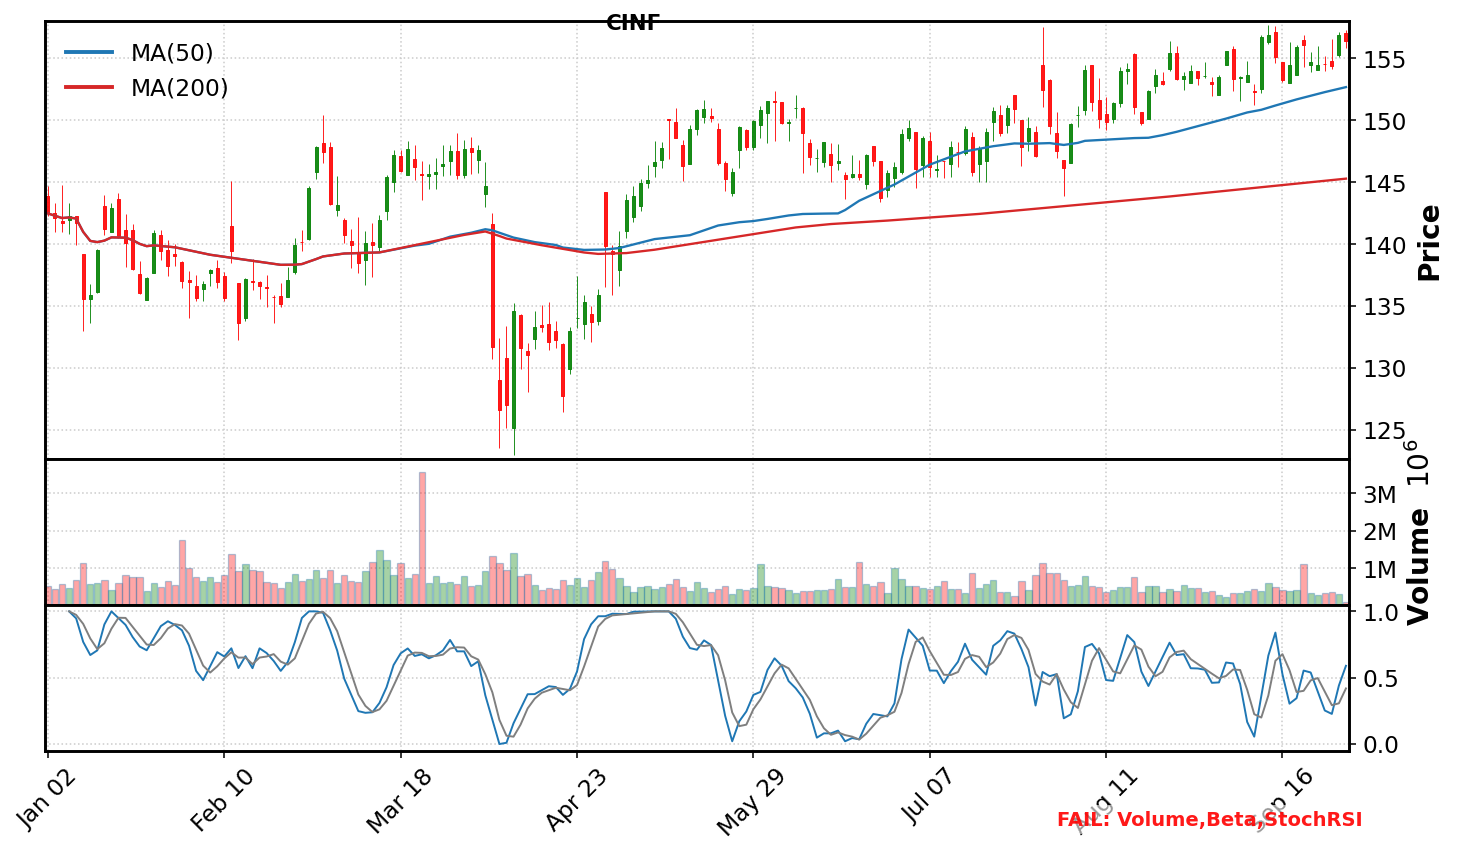 CINF
MA(50)
MA(200)
155
150
145
140
135
130
125
Price
3M
2M
1M
Volume 10^6
1.0
0.5
0.0
Jan 02
Feb 10
Mar 18
Apr 23
May 29
Jul 07
Aug 11
Sep 16
FAIL: Volume,Beta,StochRSI